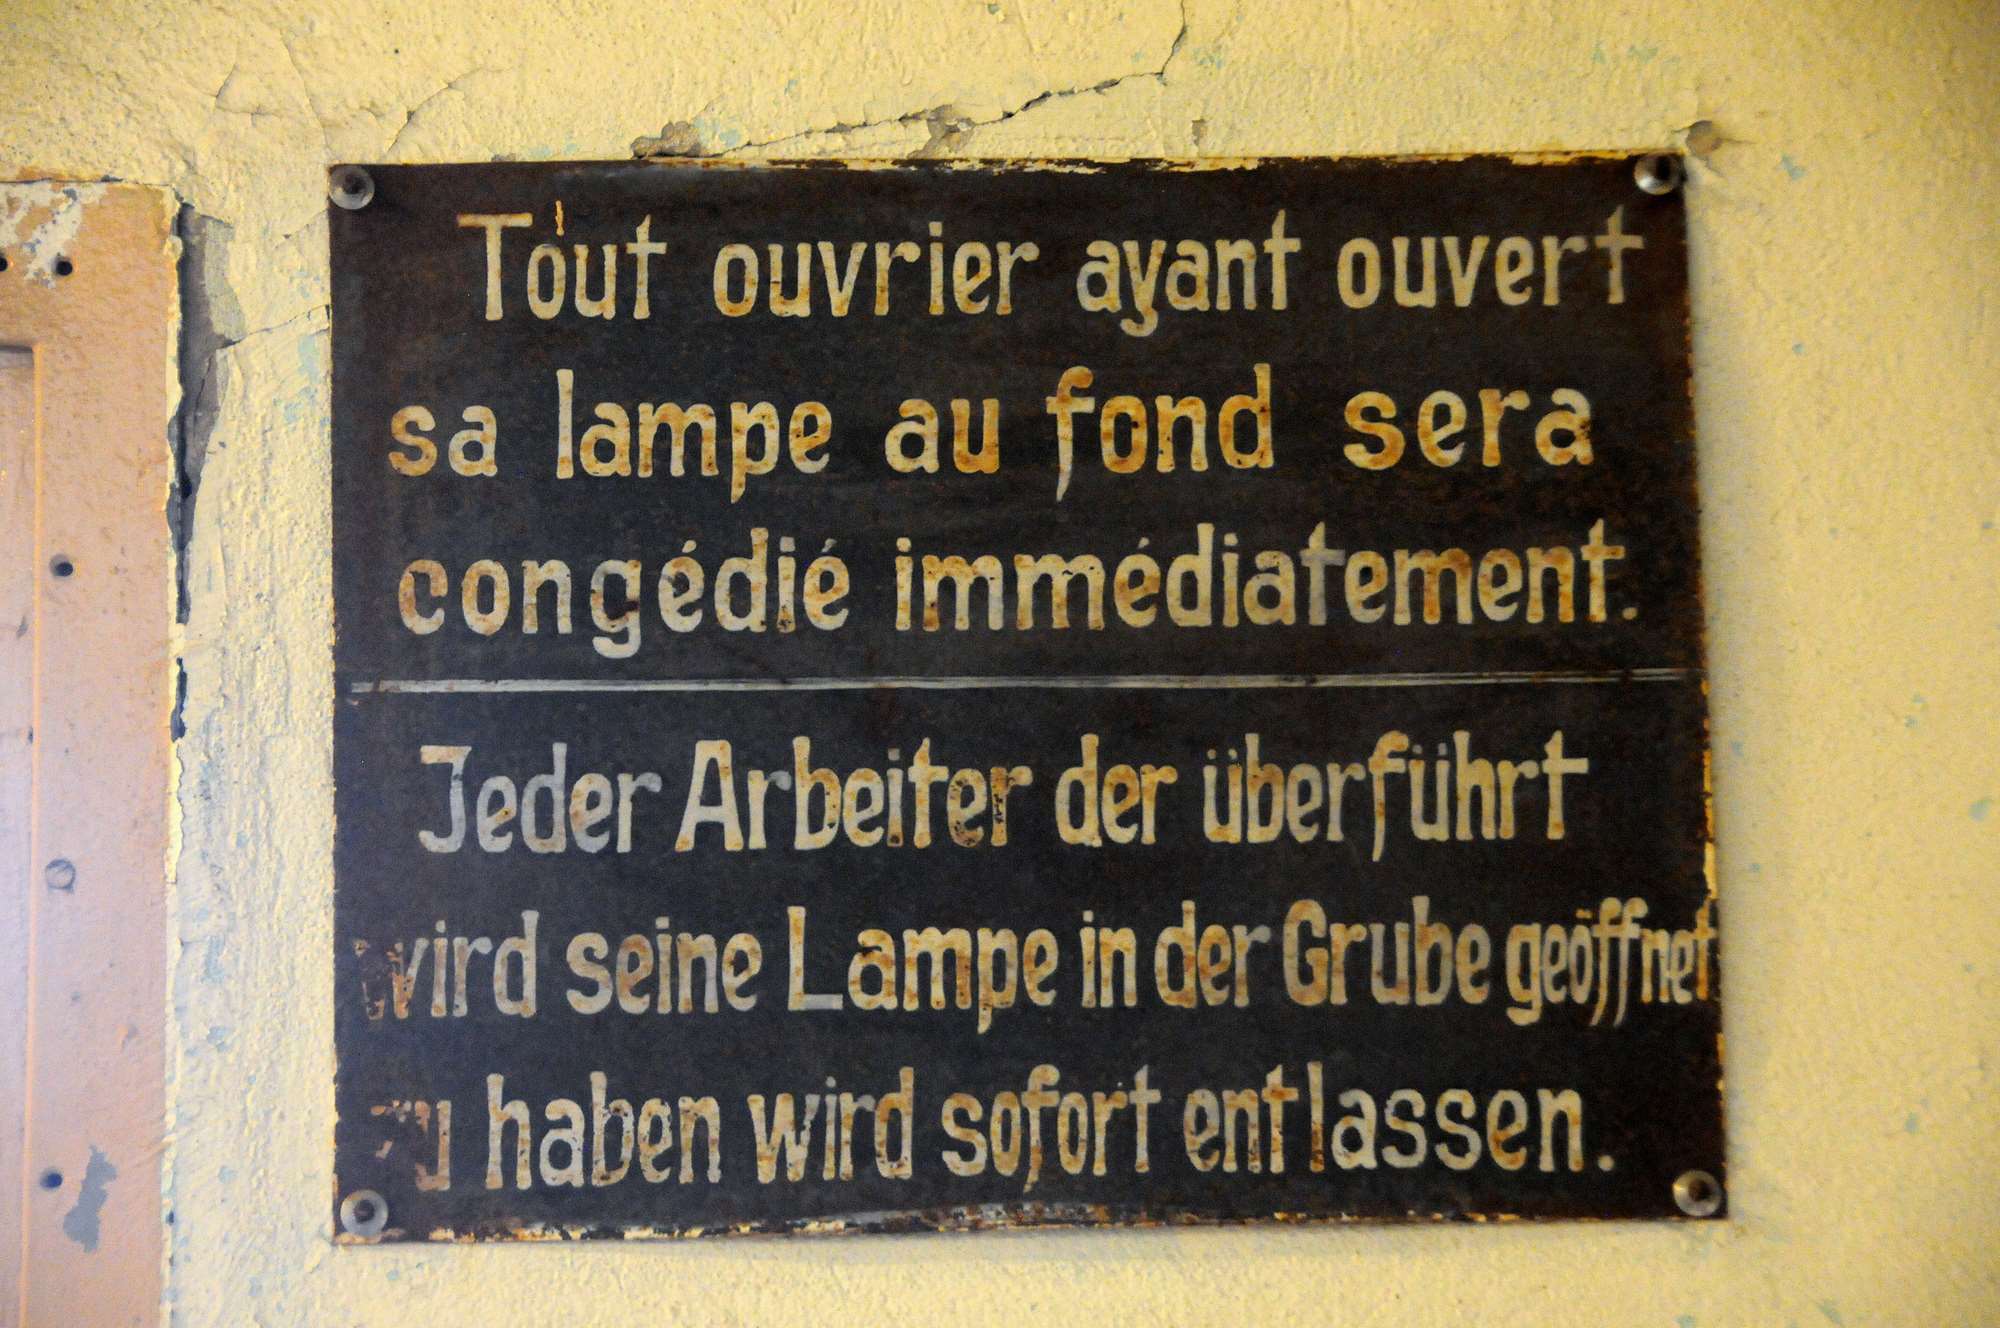 Tout ouvrier ayant ouvert
sa lampe au fond sera
congédié immédiatement.
Jeder Arbeiter der überführt
wird seine Lampe in der Grube geöffnet
zu haben wird sofort entlassen.